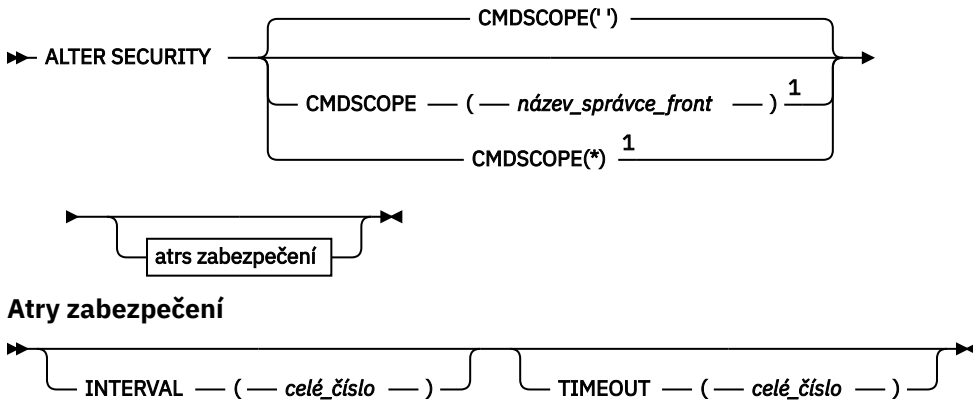 CMDSCOPE(' ')
ALTER SECURITY
CMDSCOPE ( název_správce_front ) 1
CMDSCOPE(*) 1
atrs zabezpečení
Atry zabezpečení
INTERVAL ( celé_číslo ) TIMEOUT ( celé_číslo )